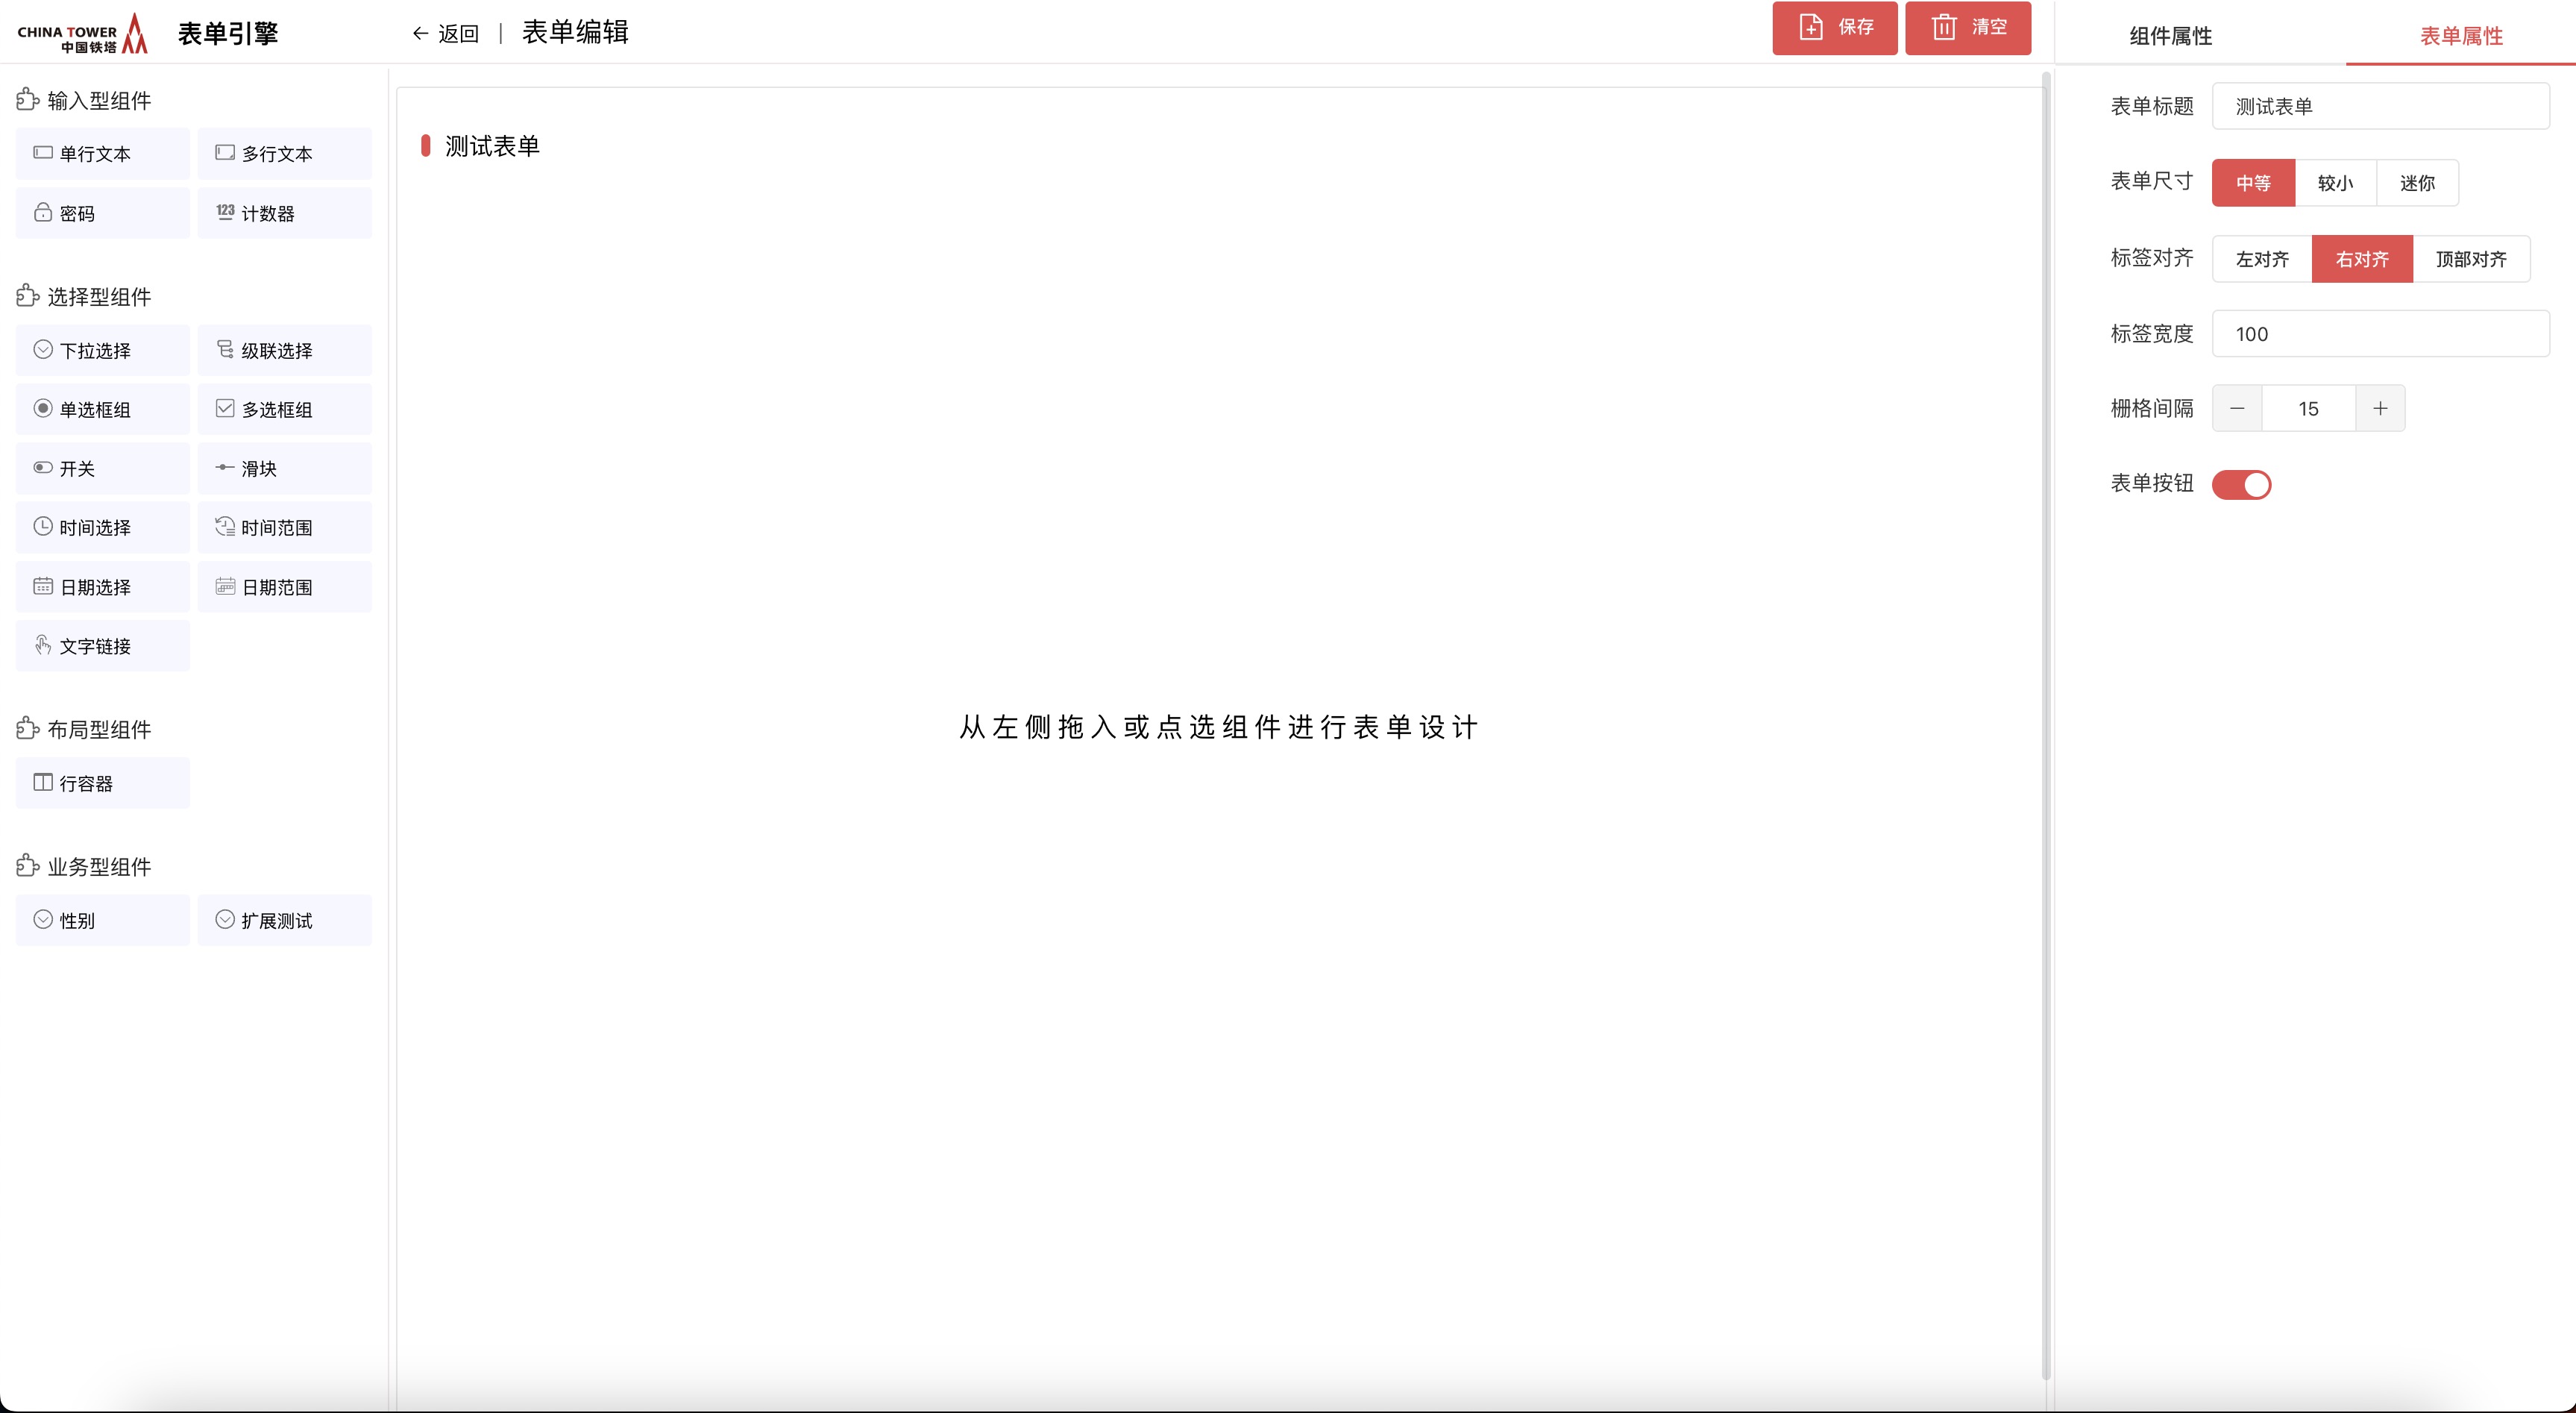 CHINA TOWER
中国铁塔
表单引擎
返回 | 表单编辑
保存
清空
组件属性
表单属性
输入型组件
单行文本
多行文本
密码
123 计数器
选择型组件
下拉选择
级联选择
单选框组
多选框组
开关
滑块
时间选择
时间范围
日期选择
日期范围
文字链接
布局型组件
行容器
业务型组件
性别
扩展测试
测试表单
从左侧拖入或点选组件进行表单设计
表单标题 测试表单
表单尺寸 中等 较小 迷你
标签对齐 左对齐 右对齐 顶部对齐
标签宽度 100
栅格间隔 15
表单按钮